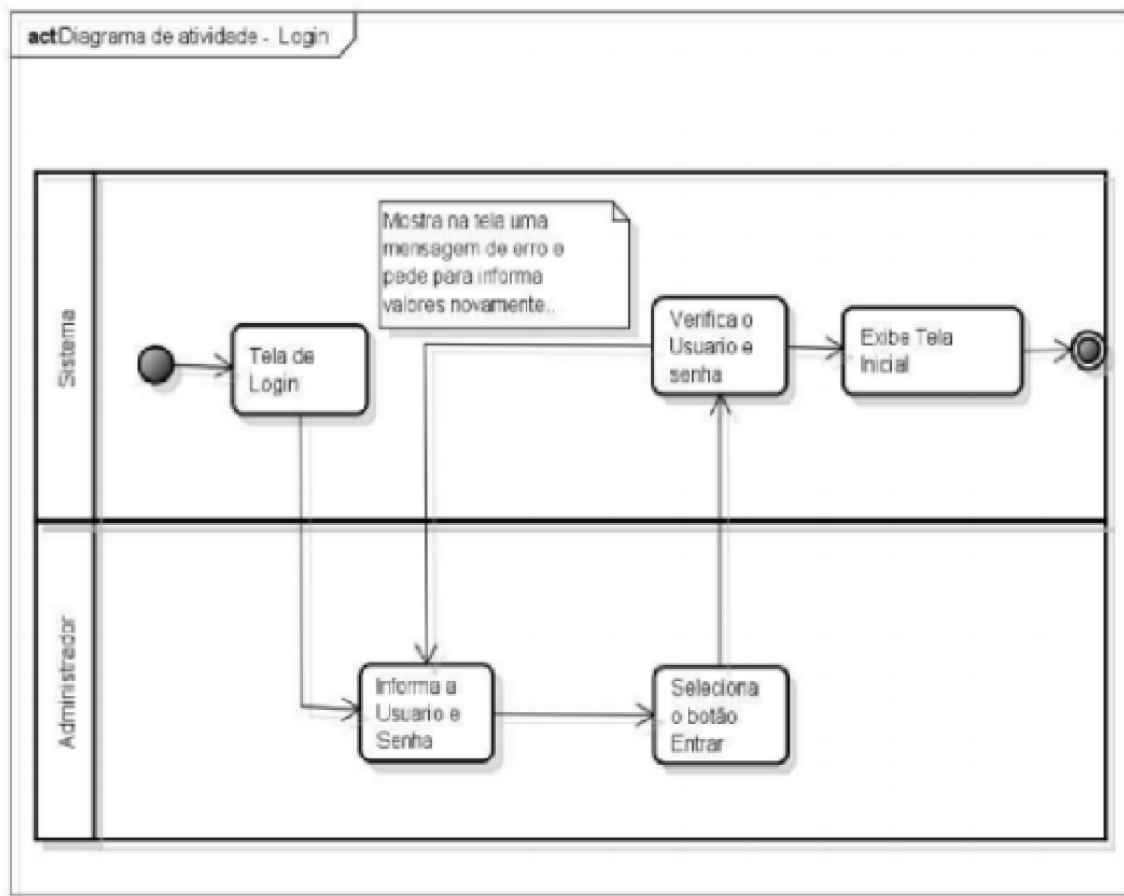 actDiagrama de atividade - Login
Sistema
Mostra na tela uma
mensagem de erro e
pede para informa
valores novamente..
Tela de
Login
Verifica o
Usuario e
senha
Exibe Tela
Inicial
Administrador
Informa a
Usuario e
Senha
Seleciona
o botão
Entrar